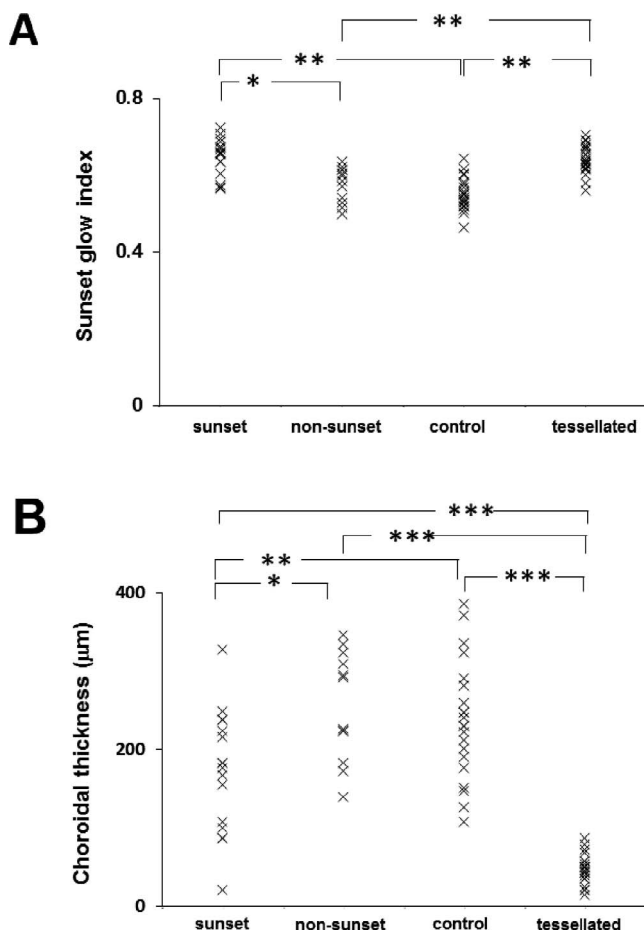 A
**
** **
*
0.8
0.4
0
Sunset glow index
sunset non-sunset control tessellated
B
***
***
**
* ***
400
200
0
Choroidal thickness (μm)
sunset non-sunset control tessellated